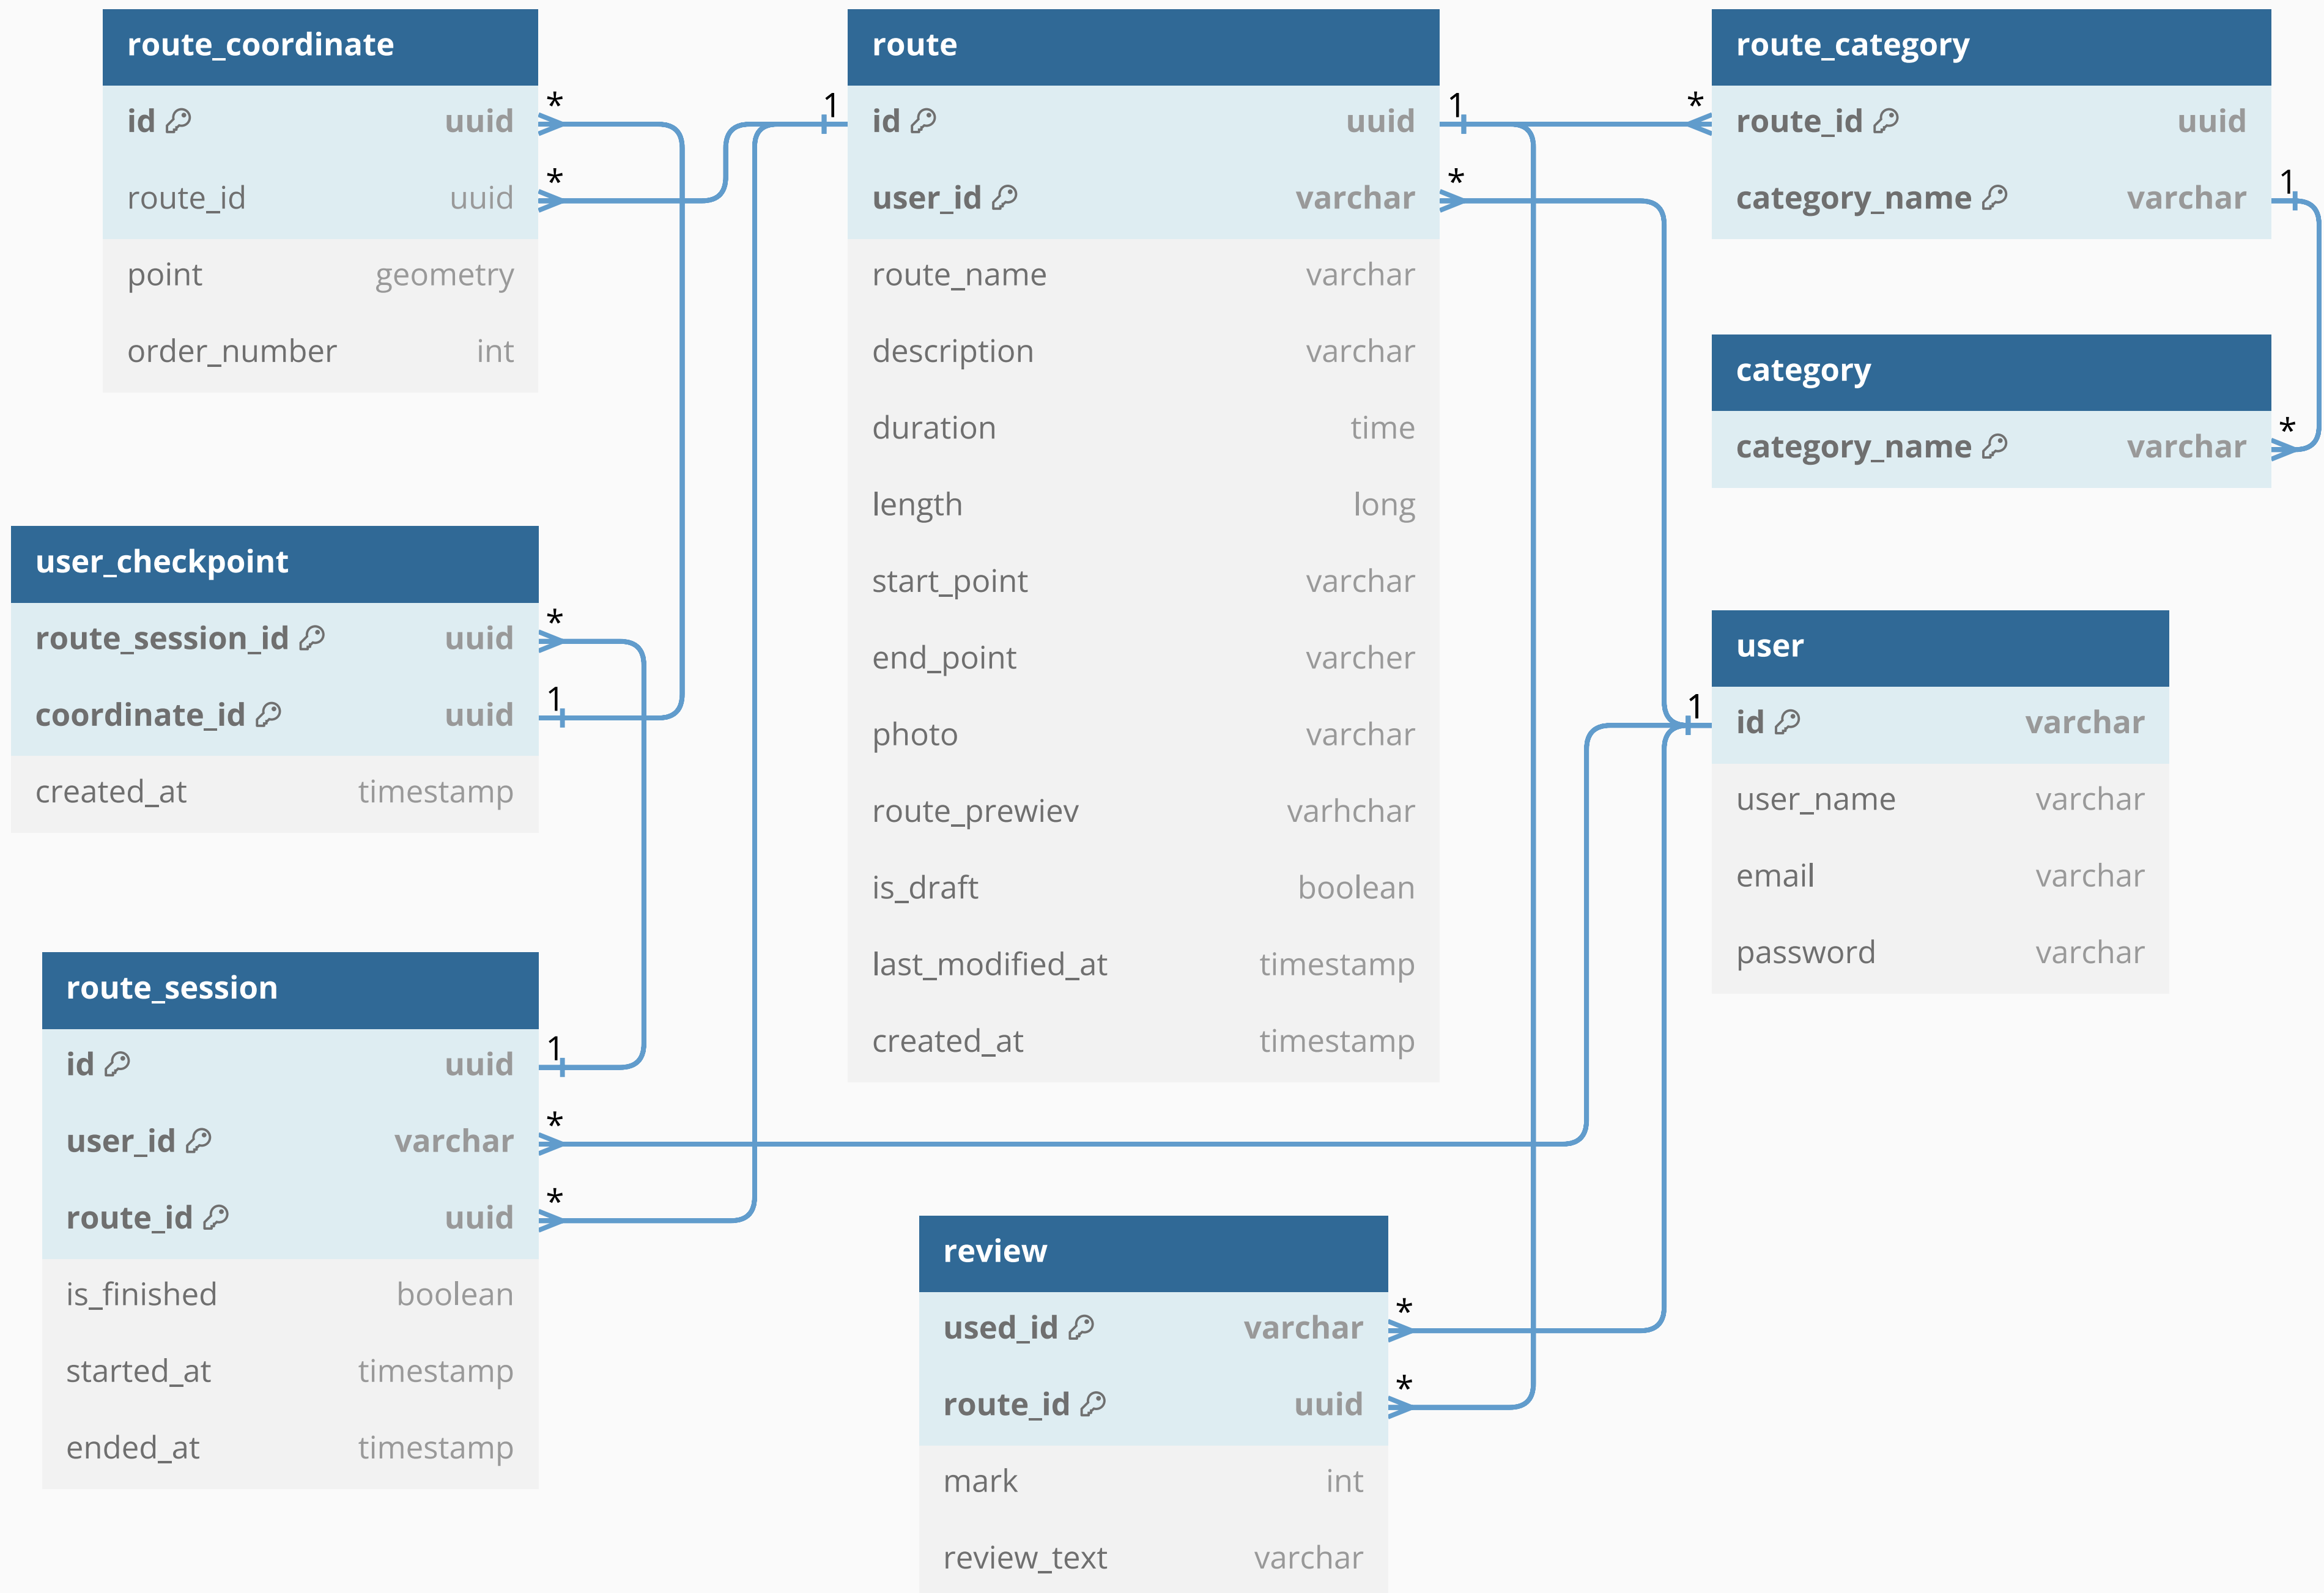 route_coordinate
id uuid
route_id uuid
point geometry
order_number int
* 
*
user_checkpoint
route_session_id uuid
coordinate_id uuid
created_at timestamp
*
1
route_session
id uuid
user_id varchar
route_id uuid
is_finished boolean
started_at timestamp
ended_at timestamp
1
*
*
route
id uuid
user_id varchar
route_name varchar
description varchar
duration time
length long
start_point varchar
end_point varcher
photo varchar
route_prewiev varhchar
is_draft boolean
last_modified_at timestamp
created_at timestamp
1
1
*
review
used_id varchar
route_id uuid
mark int
review_text varchar
*
*
route_category
route_id uuid
category_name varchar
*
1
category
category_name varchar
*
user
id varchar
user_name varchar
email varchar
password varchar
1